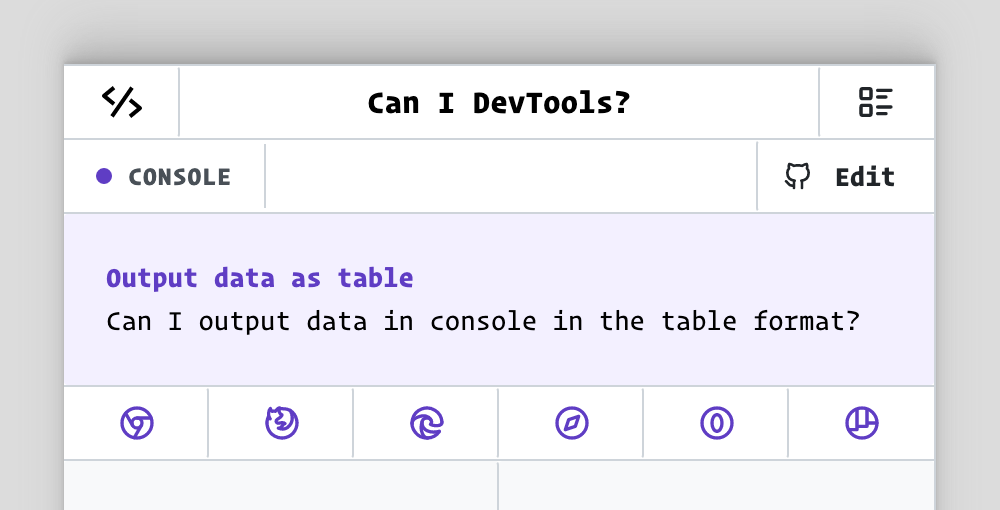 Can I DevTools?
CONSOLE
Edit
Output data as table
Can I output data in console in the table format?